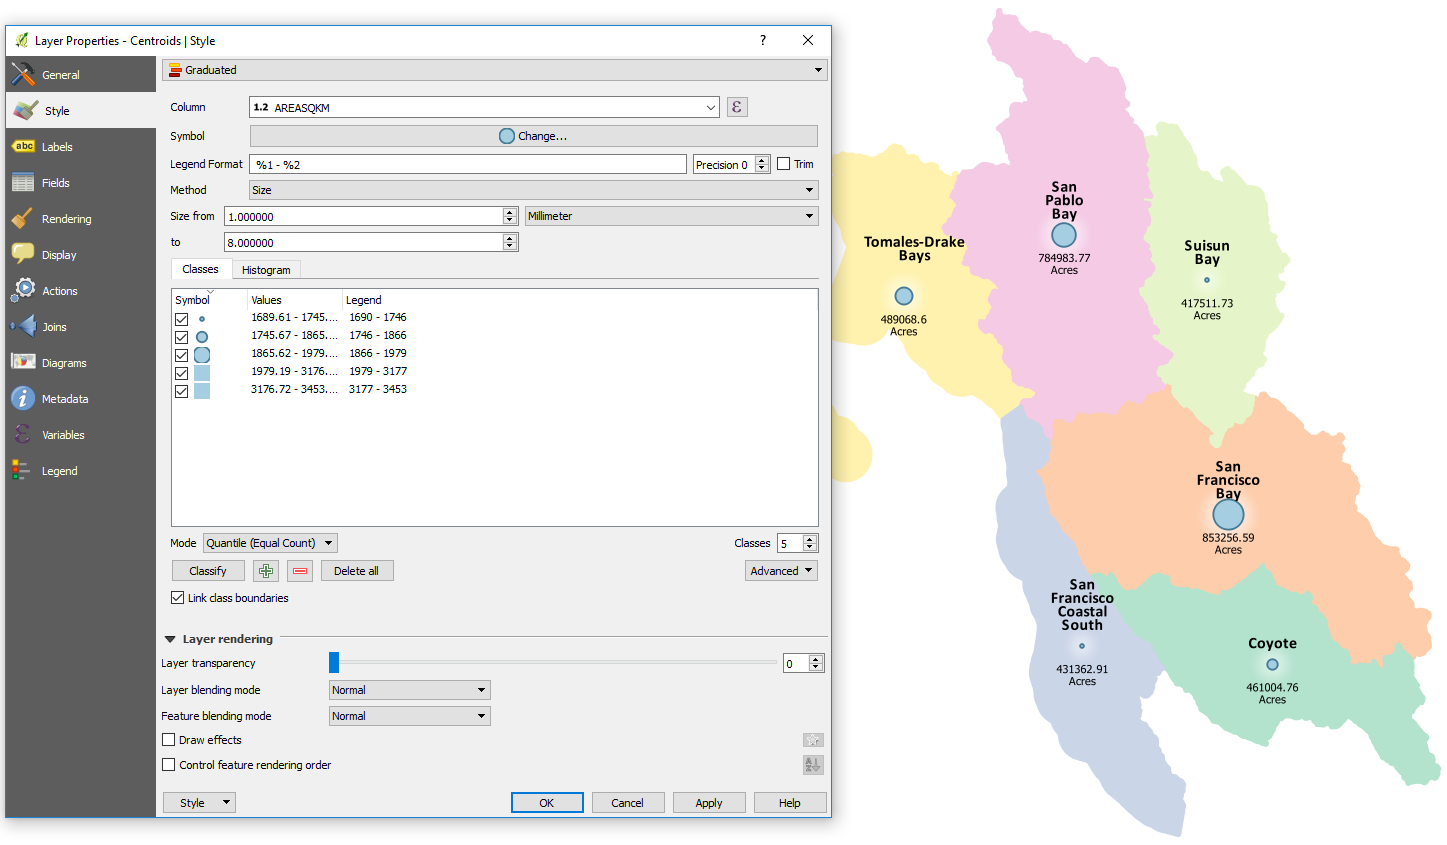 Layer Properties - Centroids | Style
?
General
Style
Labels
abc
Fields
Rendering
Display
Actions
Joins
Diagrams
Metadata
Variables
Legend
Graduated
Column
1.2 AREASQKM
ε
Symbol
Change...
Legend Format
%1 - %2
Precision 0
Trim
Method
Size
Size from
1.000000
Millimeter
to
8.000000
Classes
Histogram
Symbol Values Legend
1689.61 - 1745.... 1690 - 1746
1745.67 - 1865.... 1746 - 1866
1865.62 - 1979.... 1866 - 1979
1979.19 - 3176.... 1979 - 3177
3176.72 - 3453.... 3177 - 3453
Mode
Quantile (Equal Count)
Classes
5
Classify
Delete all
Advanced
Link class boundaries
Layer rendering
Layer transparency
0
Layer blending mode
Normal
Feature blending mode
Normal
Draw effects
Control feature rendering order
Style
OK
Cancel
Apply
Help
San
Pablo
Bay
784983.77
Acres
Tomales-Drake
Bays
489068.6
Acres
Suisun
Bay
417511.73
Acres
San
Francisco
Bay
853256.59
Acres
San
Francisco
Coastal
South
431362.91
Acres
Coyote
461004.76
Acres